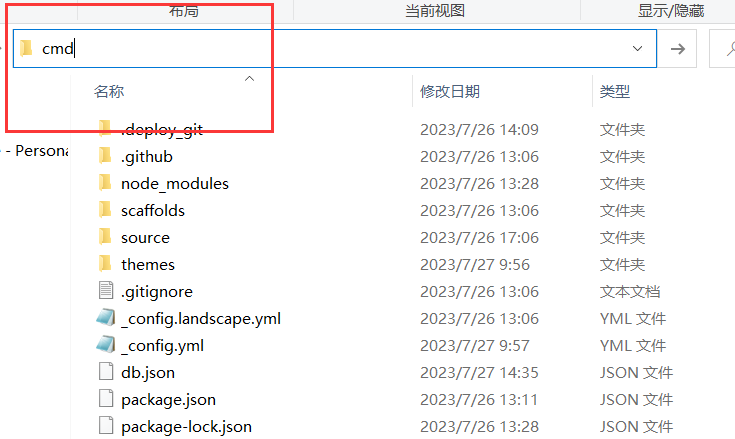 布局 当前视图 显示/隐藏
cmd
名称 修改日期 类型
.deploy_git 2023/7/26 14:09 文件夹
- Persona
.github 2023/7/26 13:06 文件夹
node_modules 2023/7/26 13:28 文件夹
scaffolds 2023/7/26 13:06 文件夹
source 2023/7/26 17:06 文件夹
themes 2023/7/27 9:56 文件夹
.gitignore 2023/7/26 13:06 文本文档
_config.landscape.yml 2023/7/26 13:06 YML 文件
_config.yml 2023/7/27 9:57 YML 文件
db.json 2023/7/27 14:35 JSON 文件
package.json 2023/7/26 13:11 JSON 文件
package-lock.json 2023/7/26 13:28 JSON 文件